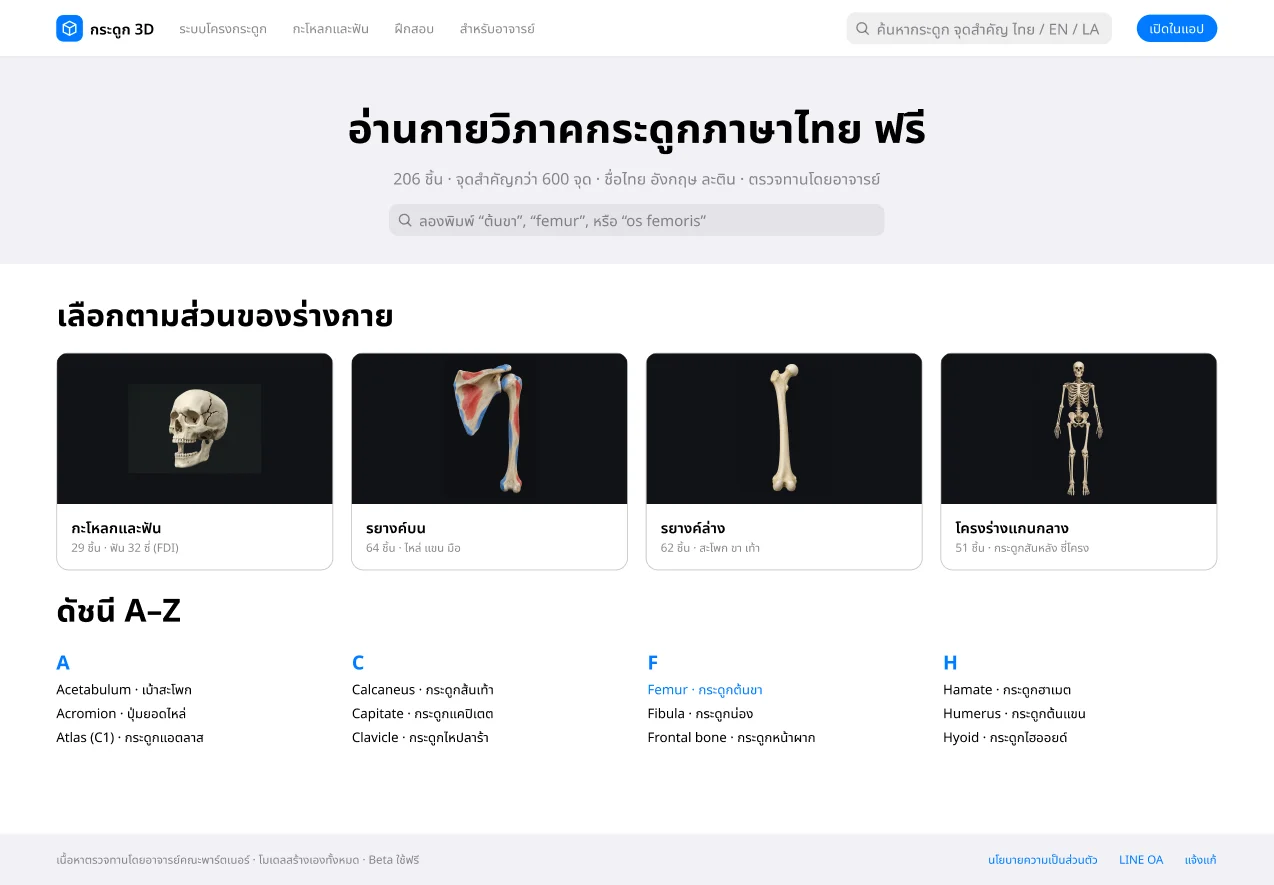 กระดูก 3D
ระบบโครงกระดูก
กะโหลกและฟัน
ฝึกสอบ
สำหรับอาจารย์
ค้นหากระดูก จุดสำคัญ ไทย / EN / LA
เปิดในแอป
อ่านกายวิภาคกระดูกภาษาไทย ฟรี
206 ชิ้น · จุดสำคัญกว่า 600 จุด · ชื่อไทย อังกฤษ ละติน · ตรวจทานโดยอาจารย์
ลองพิมพ์ “ต้นขา”, “femur”, หรือ “os femoris”
เลือกตามส่วนของร่างกาย
กะโหลกและฟัน
29 ชิ้น · ฟัน 32 ซี่ (FDI)
รยางค์บน
64 ชิ้น · ไหล่ แขน มือ
รยางค์ล่าง
62 ชิ้น · สะโพก ขา เท้า
โครงร่างแกนกลาง
51 ชิ้น · กระดูกสันหลัง ซี่โครง
ดัชนี A–Z
A
Acetabulum · เบ้าสะโพก
Acromion · ปุ่มยอดไหล่
Atlas (C1) · กระดูกแอตลาส
C
Calcaneus · กระดูกส้นเท้า
Capitate · กระดูกแคปิเตต
Clavicle · กระดูกไหปลาร้า
F
Femur · กระดูกต้นขา
Fibula · กระดูกน่อง
Frontal bone · กระดูกหน้าผาก
H
Hamate · กระดูกฮาเมต
Humerus · กระดูกต้นแขน
Hyoid · กระดูกไฮออยด์
เนื้อหาตรวจทานโดยอาจารย์คณะพาร์ตเนอร์ · โมเดลสร้างเองทั้งหมด · Beta ใช้ฟรี
นโยบายความเป็นส่วนตัว
LINE OA
แจ้งแก้